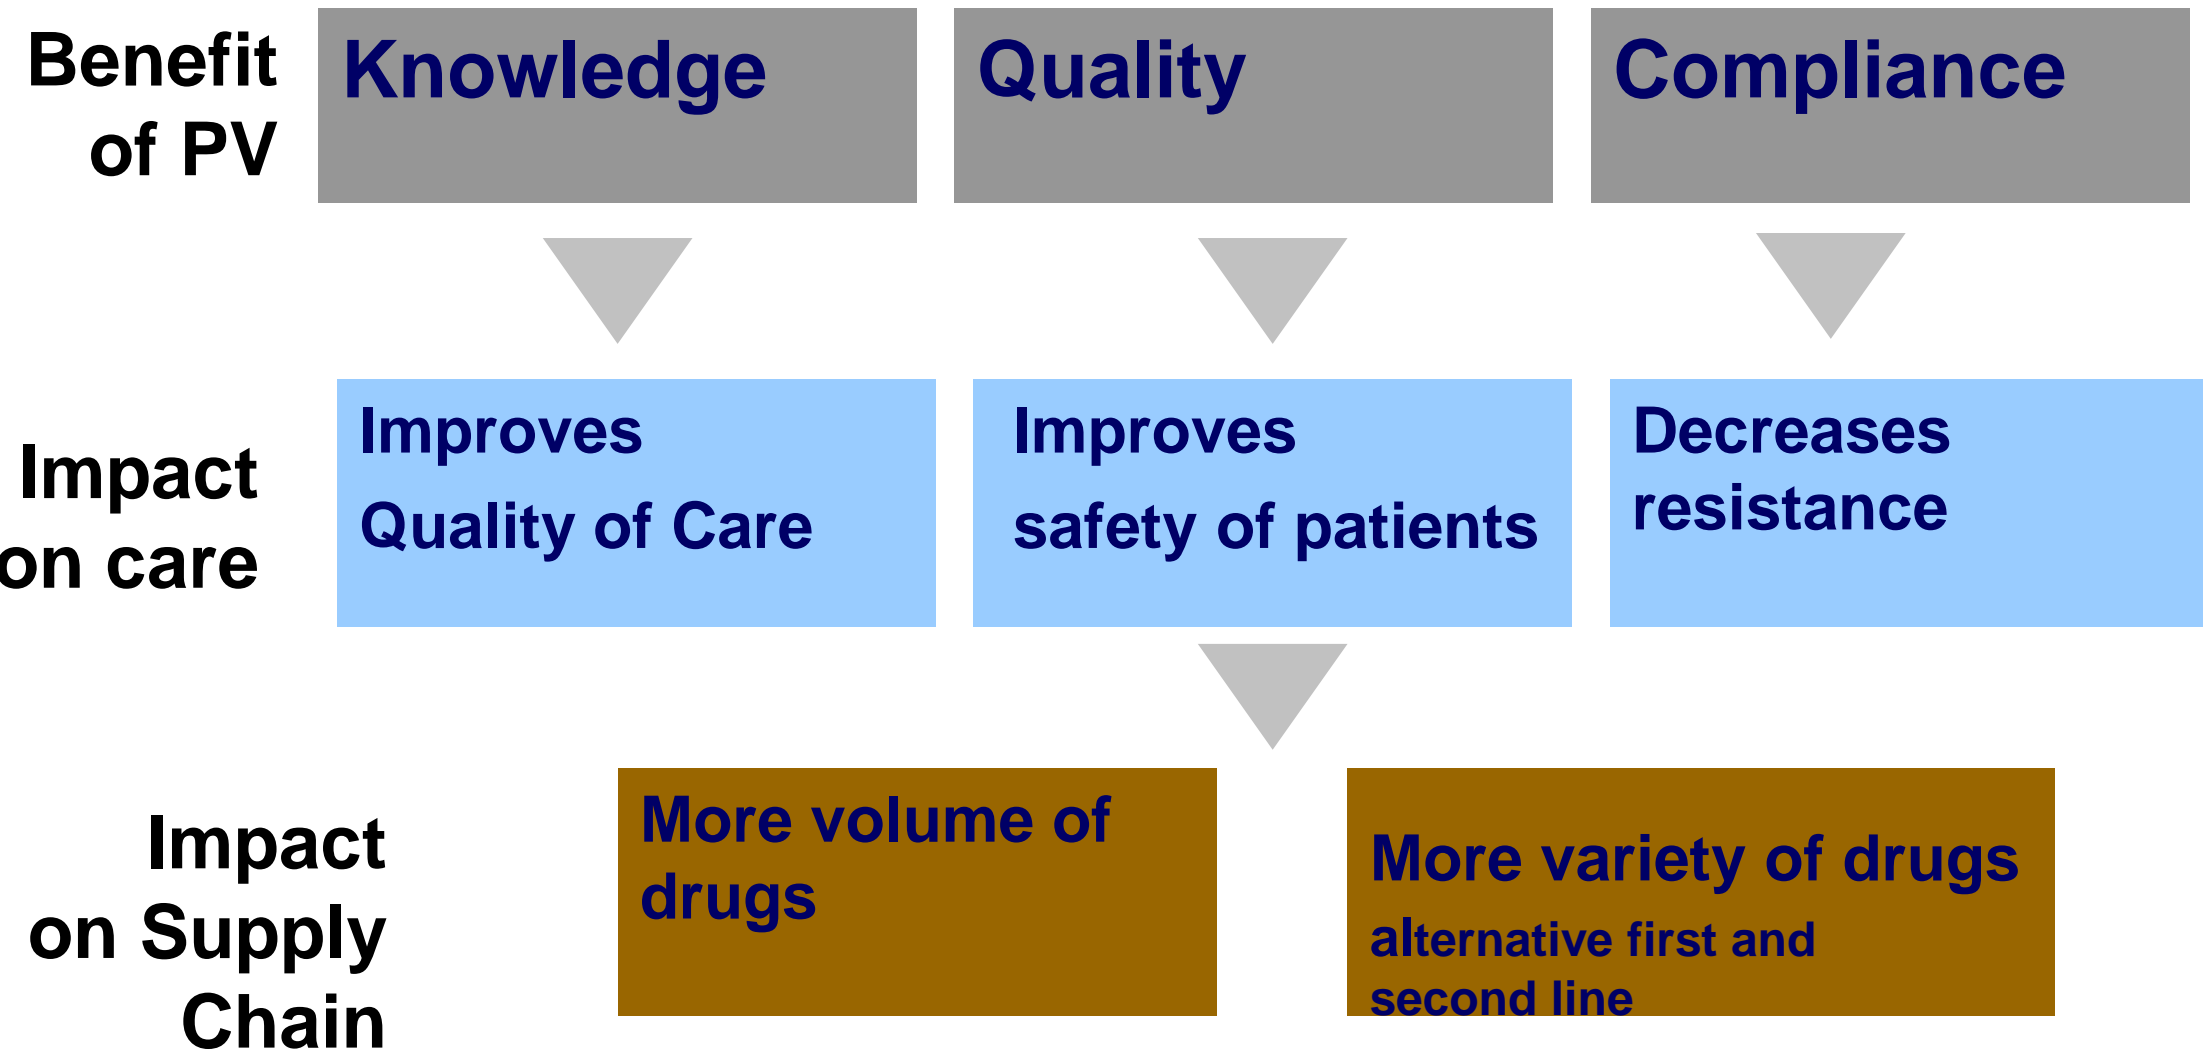 Benefit
of PV
Knowledge
Quality
Compliance
Impact
on care
Improves
Quality of Care
Improves
safety of patients
Decreases
resistance
Impact
on Supply
Chain
More volume of
drugs
More variety of drugs
alternative first and
second line